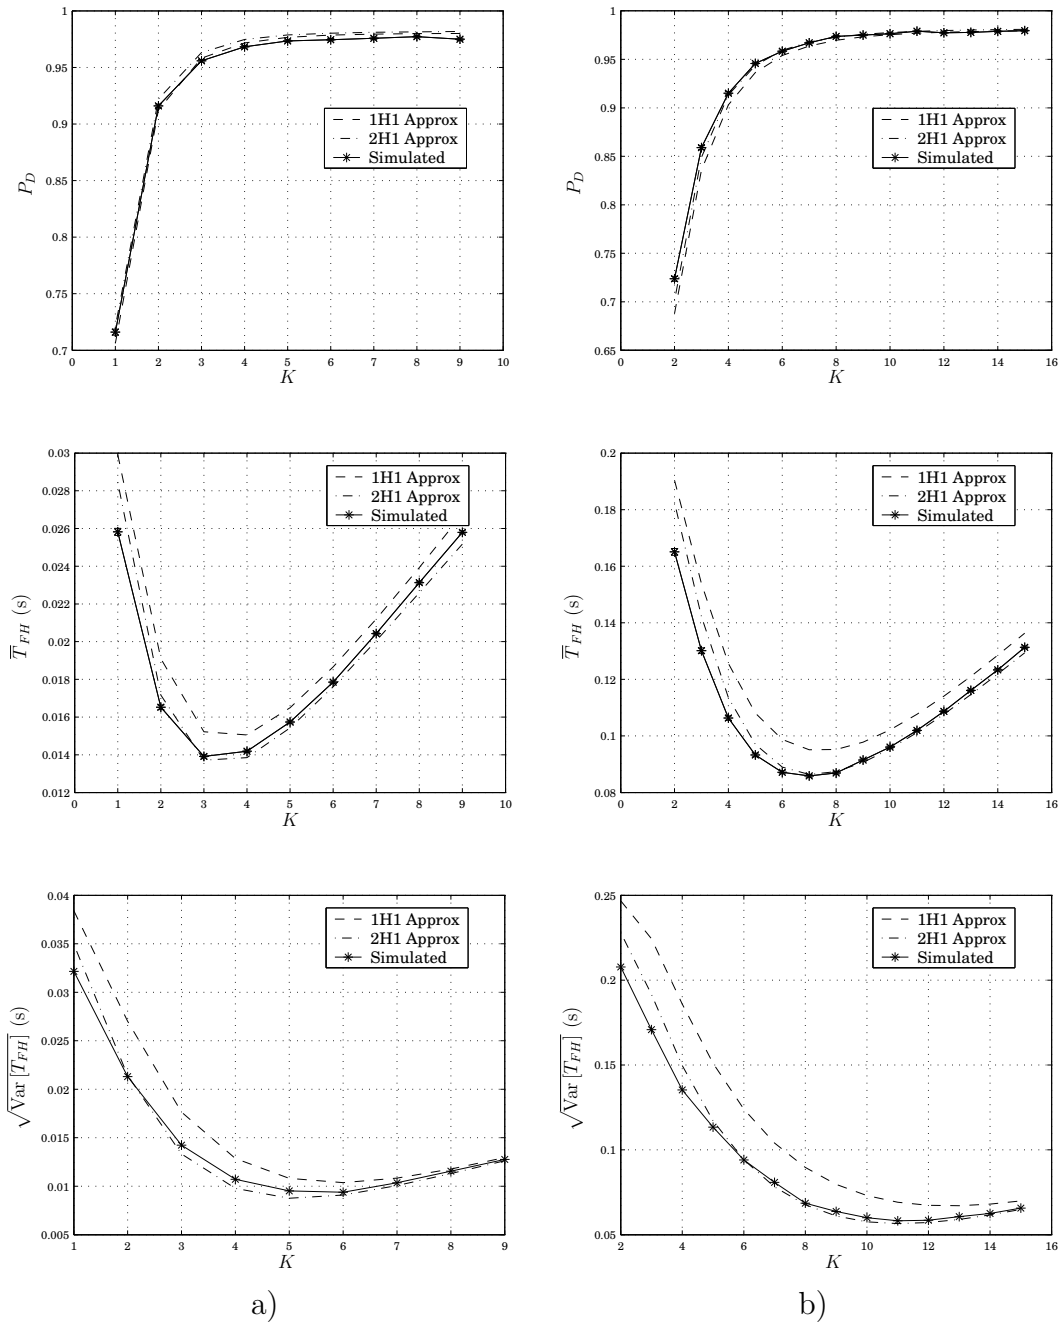 1
0.95
0.9
0.85
0.8
0.75
0.7
P_D
0 1 2 3 4 5 6 7 8 9 10
K
1H1 Approx
2H1 Approx
Simulated
1
0.95
0.9
0.85
0.8
0.75
0.7
0.65
P_D
0 2 4 6 8 10 12 14 16
K
1H1 Approx
2H1 Approx
Simulated
0.03
0.028
0.026
0.024
0.022
0.02
0.018
0.016
0.014
0.012
T̅_FH (s)
0 1 2 3 4 5 6 7 8 9 10
K
1H1 Approx
2H1 Approx
Simulated
0.2
0.18
0.16
0.14
0.12
0.1
0.08
T̅_FH (s)
0 2 4 6 8 10 12 14 16
K
1H1 Approx
2H1 Approx
Simulated
0.04
0.035
0.03
0.025
0.02
0.015
0.01
0.005
√Var [T_FH] (s)
1 2 3 4 5 6 7 8 9
K
1H1 Approx
2H1 Approx
Simulated
0.25
0.2
0.15
0.1
0.05
√Var [T_FH] (s)
2 4 6 8 10 12 14 16
K
1H1 Approx
2H1 Approx
Simulated
a)
b)